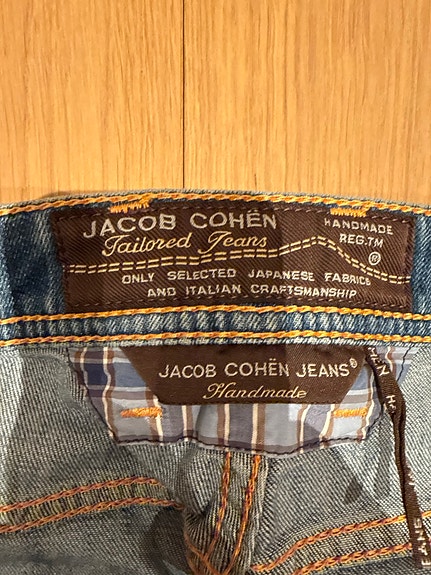 JACOB COHËN
Tailored Jeans
HANDMADE
REG.TM
®
ONLY SELECTED JAPANESE FABRICS
AND ITALIAN CRAFTSMANSHIP
JACOB COHËN JEANS®
Handmade